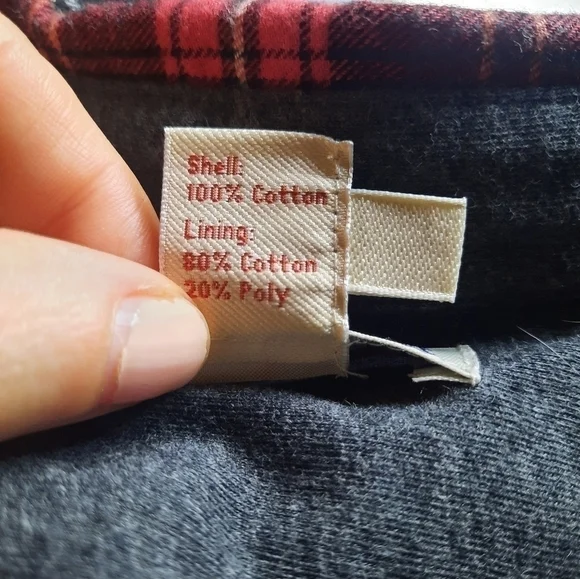 Shell:
100% Cotton
Lining:
80% Cotton
20% Poly